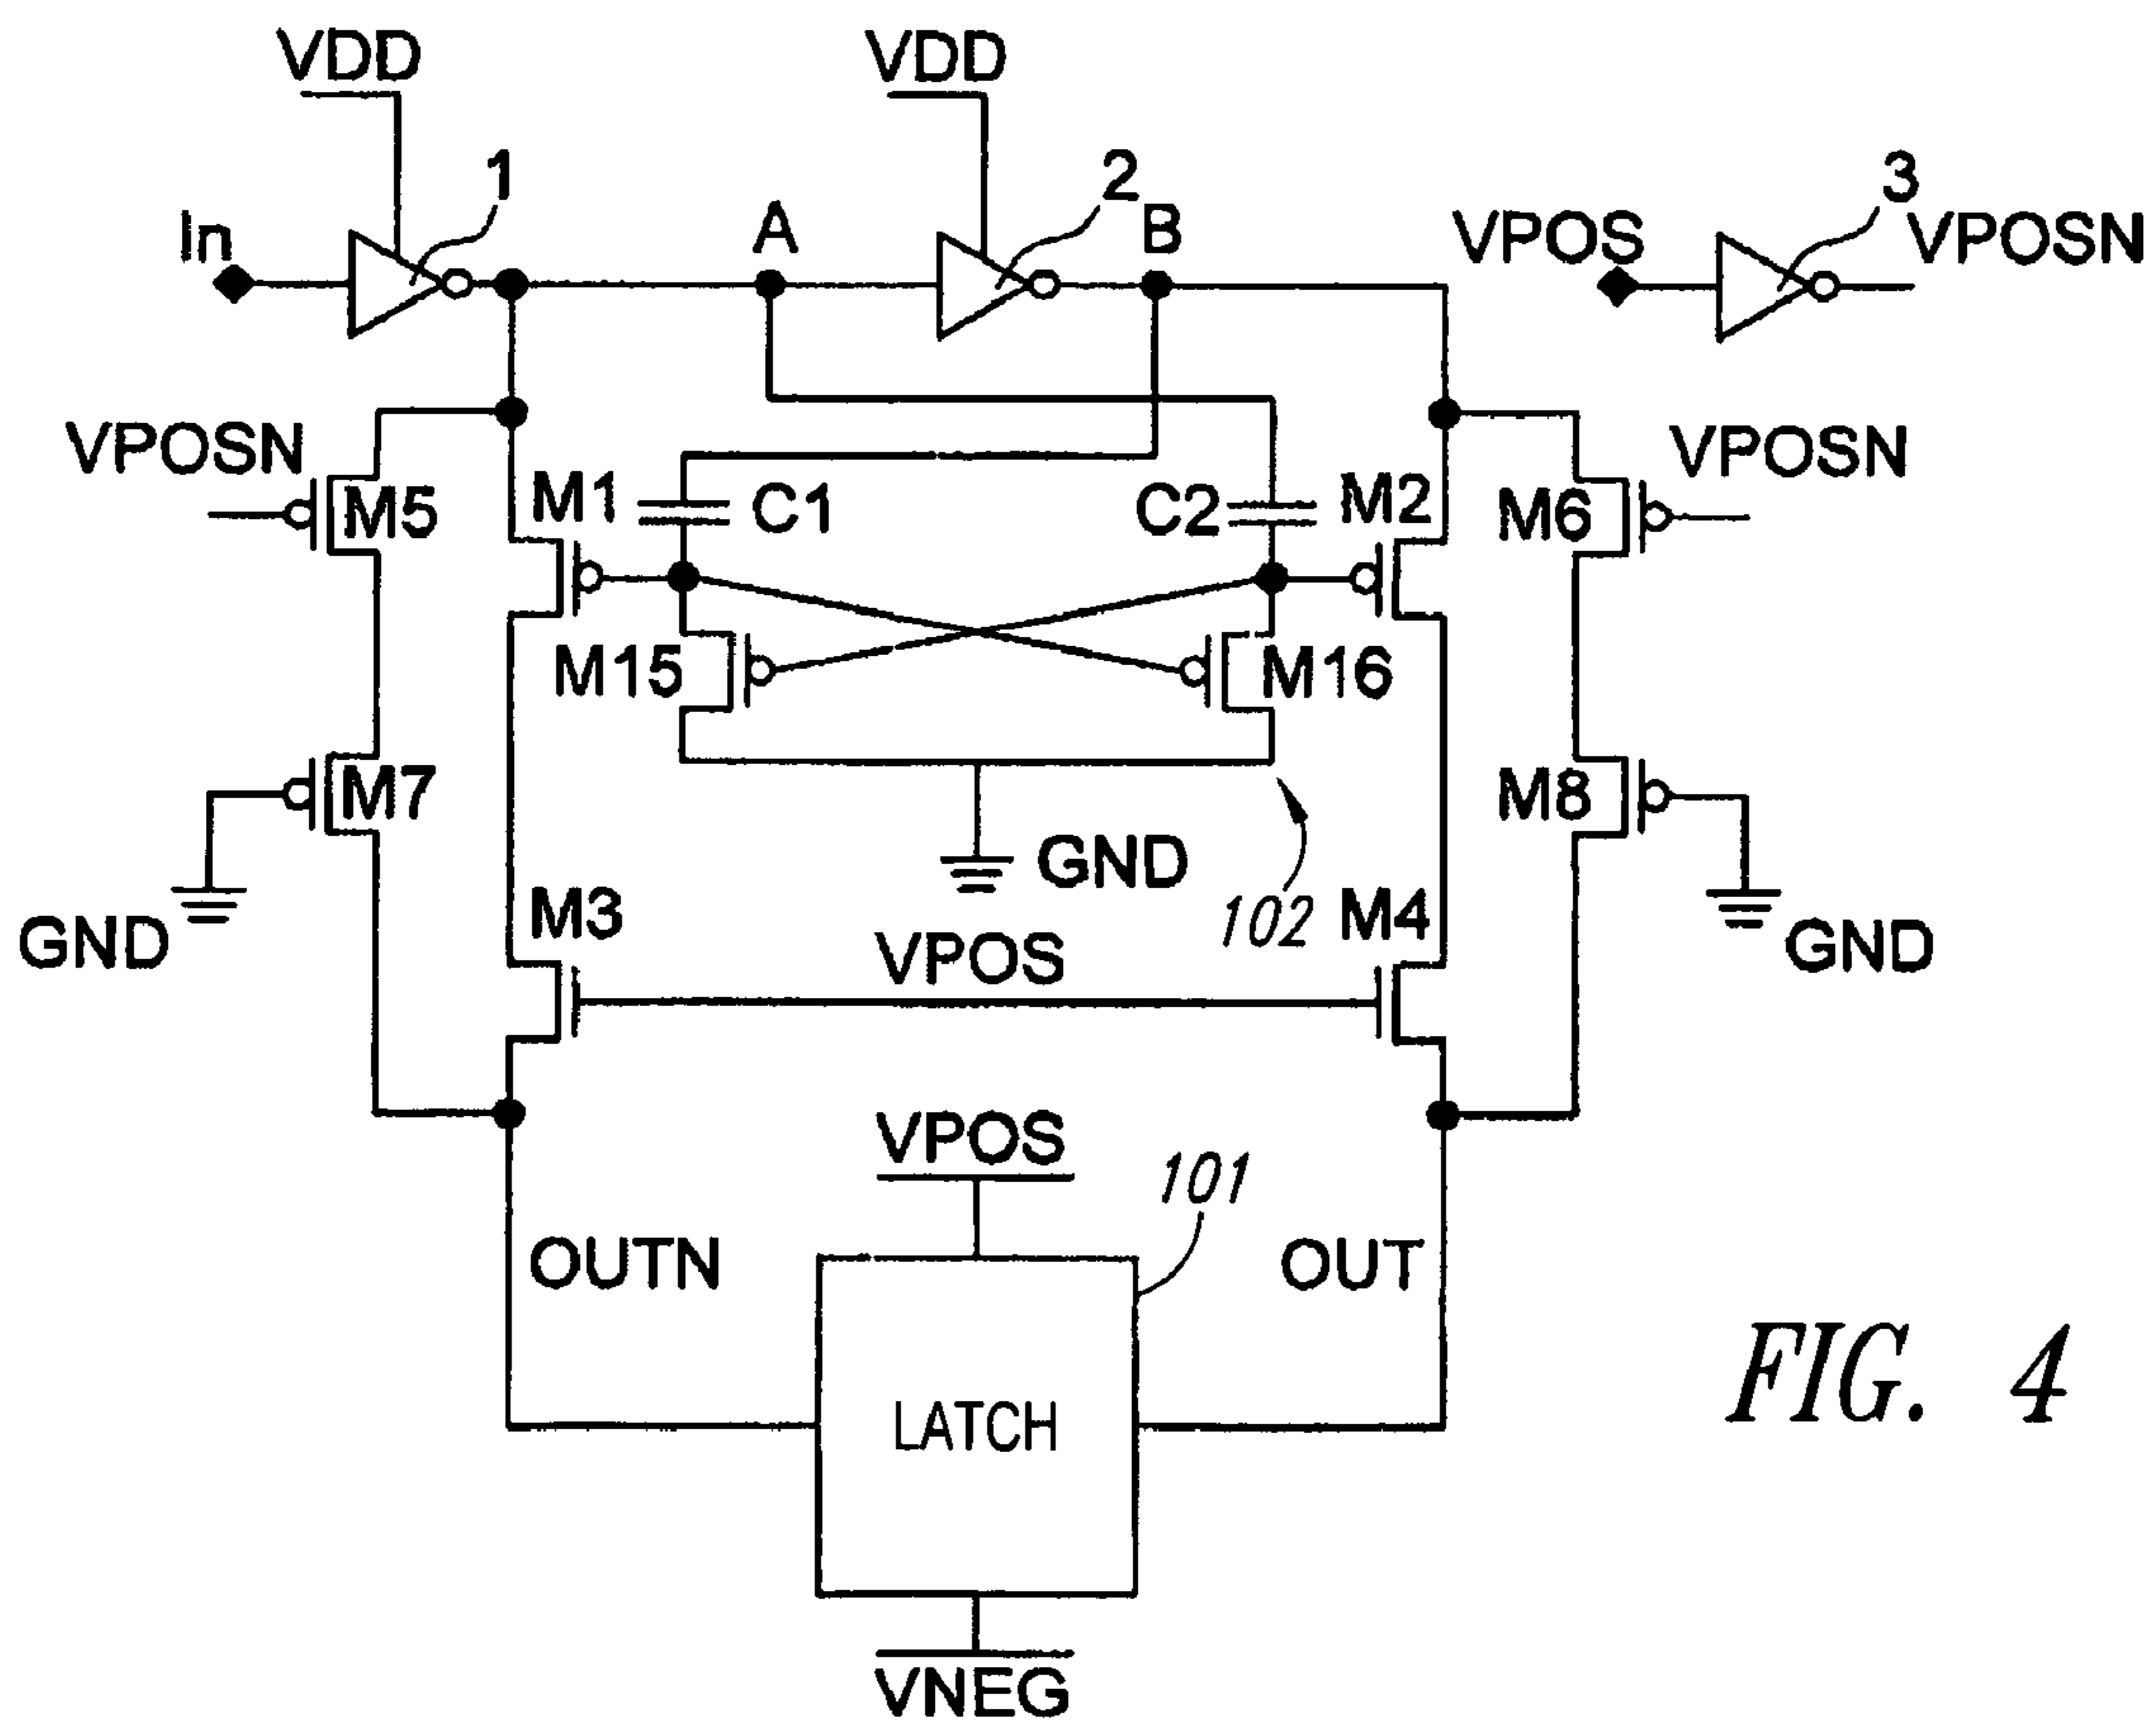 VDD VDD
1 2 3
In A B VPOS VPOSN
VPOSN VPOSN
M5 M1 C1 C2 M2 M6
M15 M16
M7 M8
GND
GND GND
102
M3 M4
VPOS
VPOS
101
OUTN OUT
LATCH
VNEG
FIG. 4